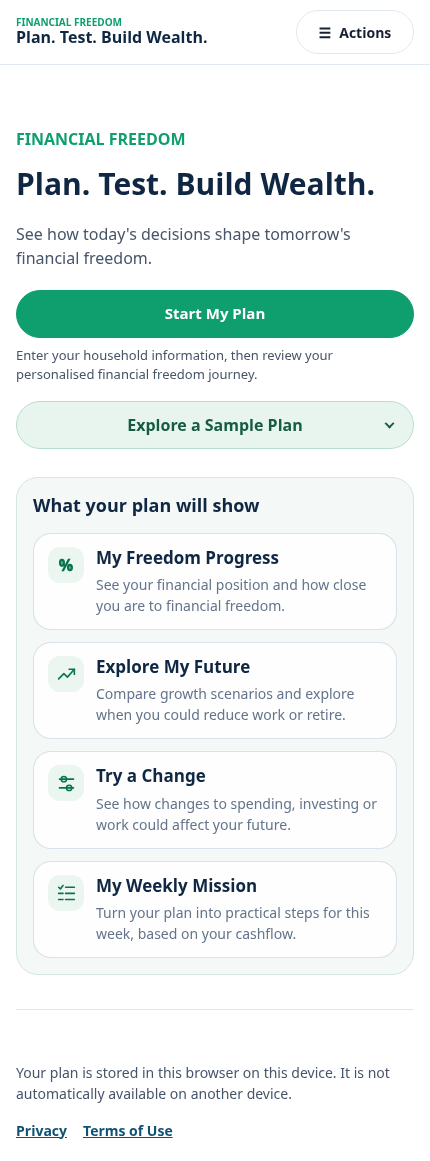 FINANCIAL FREEDOM
Plan. Test. Build Wealth.
☰ Actions
FINANCIAL FREEDOM
Plan. Test. Build Wealth.
See how today's decisions shape tomorrow's
financial freedom.
Start My Plan
Enter your household information, then review your
personalised financial freedom journey.
Explore a Sample Plan
What your plan will show
%
My Freedom Progress
See your financial position and how close
you are to financial freedom.
Explore My Future
Compare growth scenarios and explore
when you could reduce work or retire.
Try a Change
See how changes to spending, investing or
work could affect your future.
My Weekly Mission
Turn your plan into practical steps for this
week, based on your cashflow.
Your plan is stored in this browser on this device. It is not
automatically available on another device.
Privacy Terms of Use